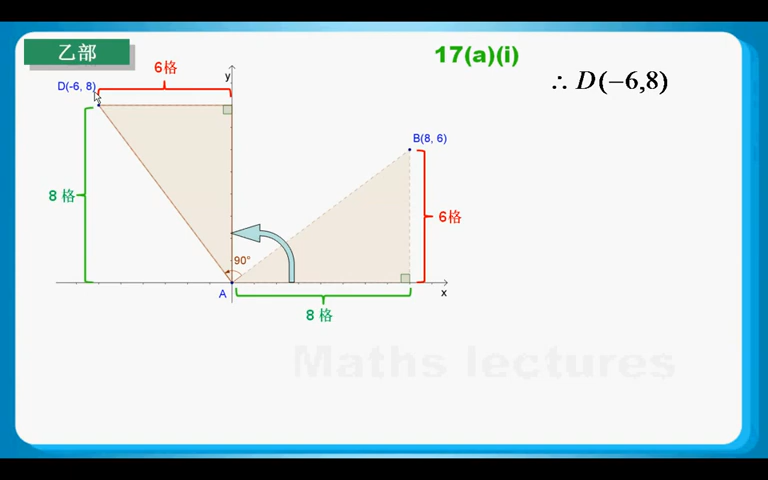 乙部
17(a)(i)
∴ D(−6,8)
6格
y
D(-6, 8)
B(8, 6)
8 格
6格
90°
A
x
8 格
Maths lectures